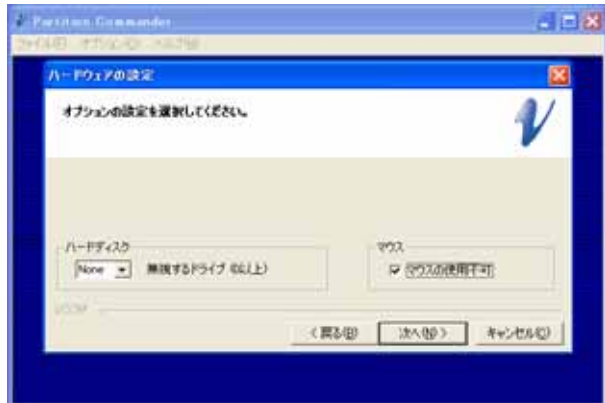 Partition Commander
ファイル(F) オプション(O) ヘルプ(H)
ハードウェアの設定
オプションの設定を選択してください。
ハードディスク
None
無視するドライブ (以上)
マウス
マウスの使用不可
< 戻る(B)
次へ(N) >
キャンセル(C)